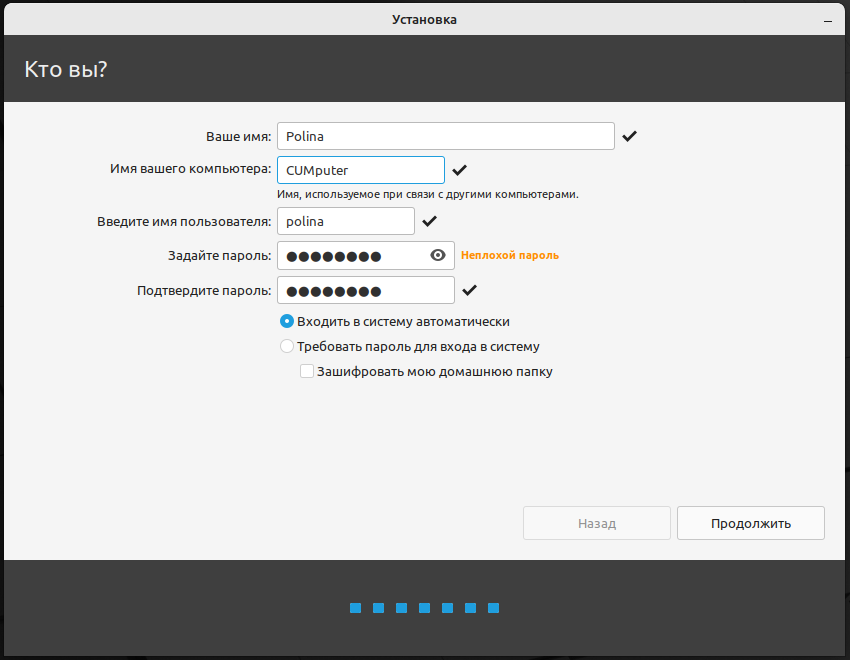 Установка
Кто вы?
Ваше имя: Polina
Имя вашего компьютера: CUMputer
Имя, используемое при связи с другими компьютерами.
Введите имя пользователя: polina
Задайте пароль: ●●●●●●●● Неплохой пароль
Подтвердите пароль: ●●●●●●●●
Входить в систему автоматически
Требовать пароль для входа в систему
Зашифровать мою домашнюю папку
Назад Продолжить